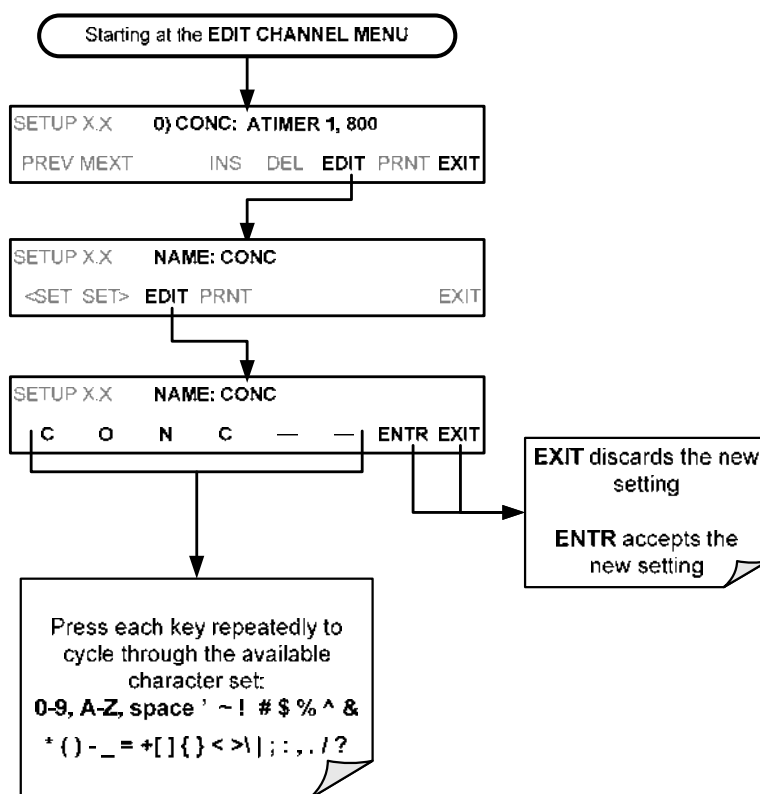 Starting at the EDIT CHANNEL MENU
SETUP X.X 0) CONC: ATIMER 1, 800
PREV MEXT INS DEL EDIT PRNT EXIT
SETUP X.X NAME: CONC
<SET SET> EDIT PRNT EXIT
SETUP X.X NAME: CONC
C O N C — — ENTR EXIT
EXIT discards the new
setting
ENTR accepts the
new setting
Press each key repeatedly to
cycle through the available
character set:
0-9, A-Z, space ' ~ ! # $ % ^ &
* ( ) - _ = +[ ] { } < >\ | ; : , . / ?